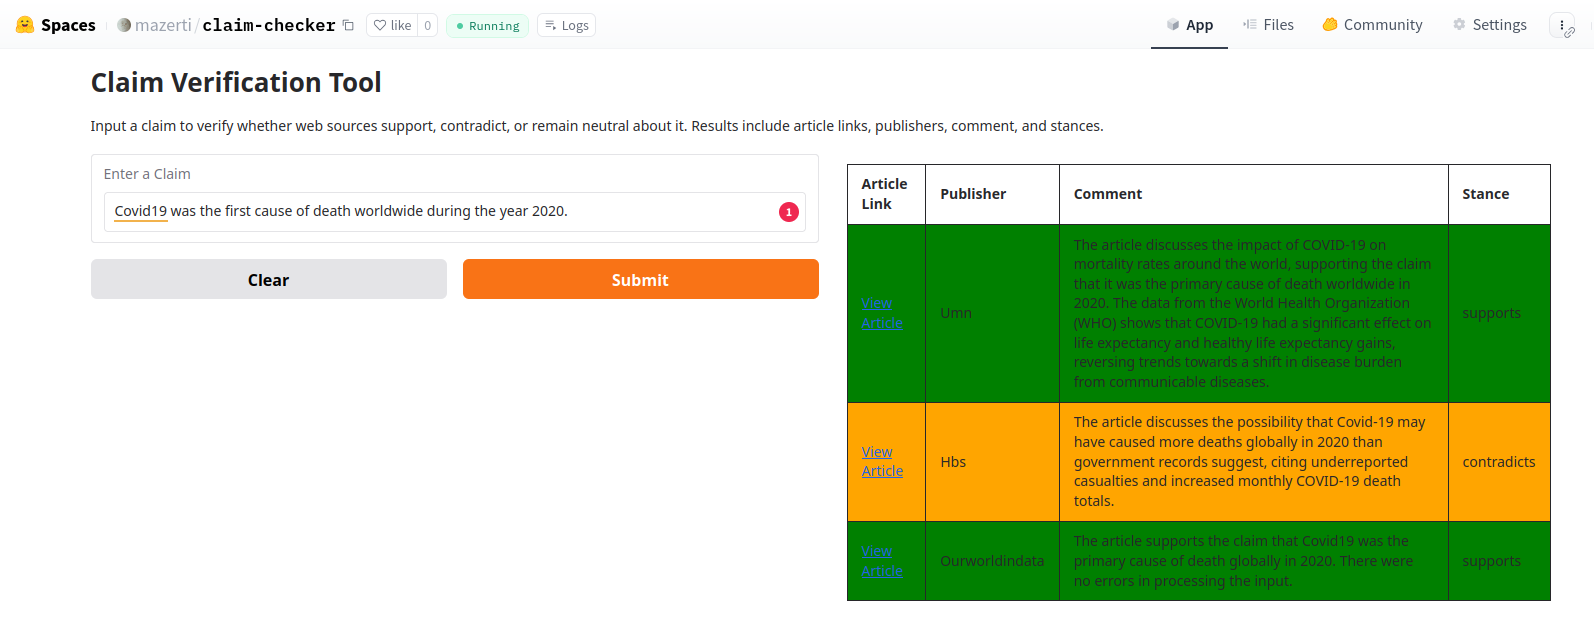 Spaces mazerti/claim-checker like 0 Running Logs App Files Community Settings
Claim Verification Tool
Input a claim to verify whether web sources support, contradict, or remain neutral about it. Results include article links, publishers, comment, and stances.
Enter a Claim
Covid19 was the first cause of death worldwide during the year 2020. 1
Clear Submit
Article
Link
Publisher
Comment
Stance
View
Article
Umn
The article discusses the impact of COVID-19 on
mortality rates around the world, supporting the claim
that it was the primary cause of death worldwide in
2020. The data from the World Health Organization
(WHO) shows that COVID-19 had a significant effect on
life expectancy and healthy life expectancy gains,
reversing trends towards a shift in disease burden
from communicable diseases.
supports
View
Article
Hbs
The article discusses the possibility that Covid-19 may
have caused more deaths globally in 2020 than
government records suggest, citing underreported
casualties and increased monthly COVID-19 death
totals.
contradicts
View
Article
Ourworldindata
The article supports the claim that Covid19 was the
primary cause of death globally in 2020. There were
no errors in processing the input.
supports